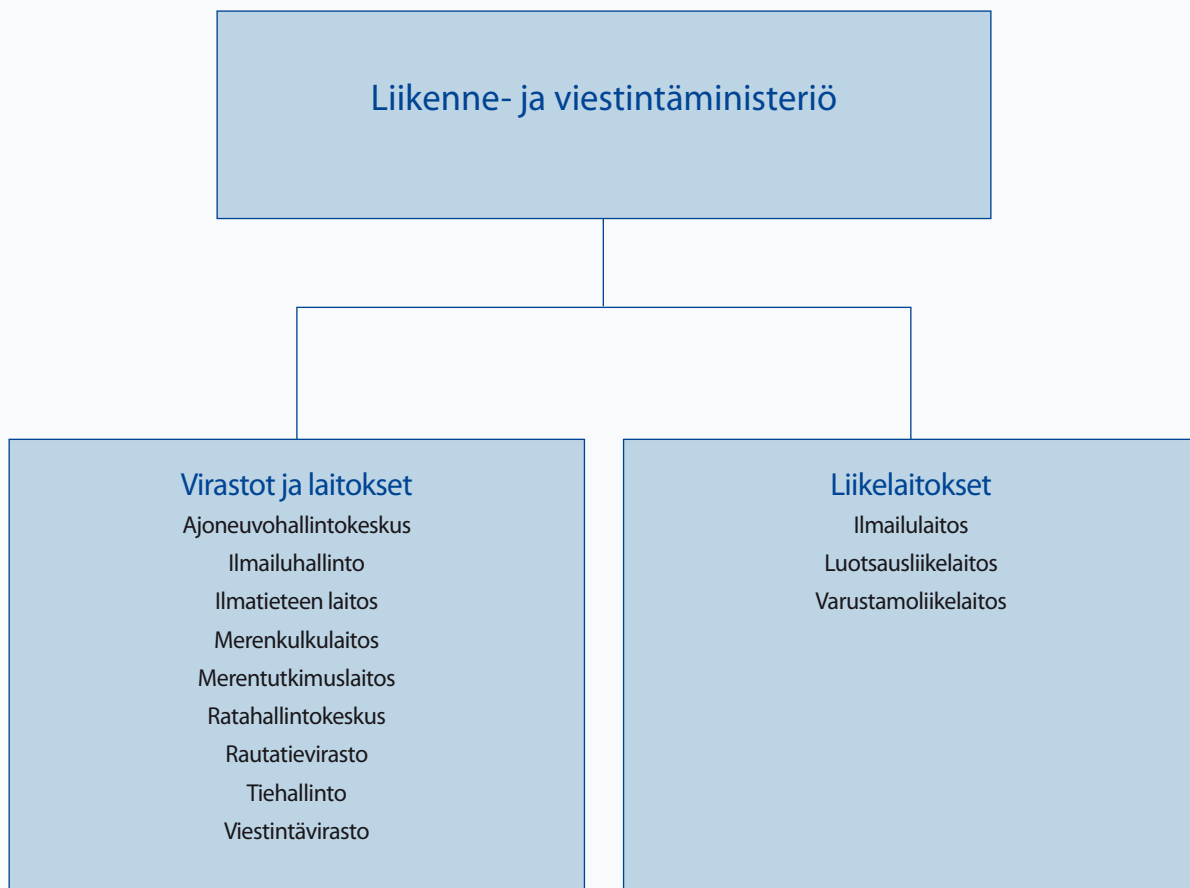 Liikenne- ja viestintäministeriö
Virastot ja laitokset
Ajoneuvohallintokeskus
Ilmailuhallinto
Ilmatieteen laitos
Merenkulkulaitos
Merentutkimuslaitos
Ratahallintokeskus
Rautatievirasto
Tiehallinto
Viestintävirasto
Liikelaitokset
Ilmailulaitos
Luotsausliikelaitos
Varustamoliikelaitos